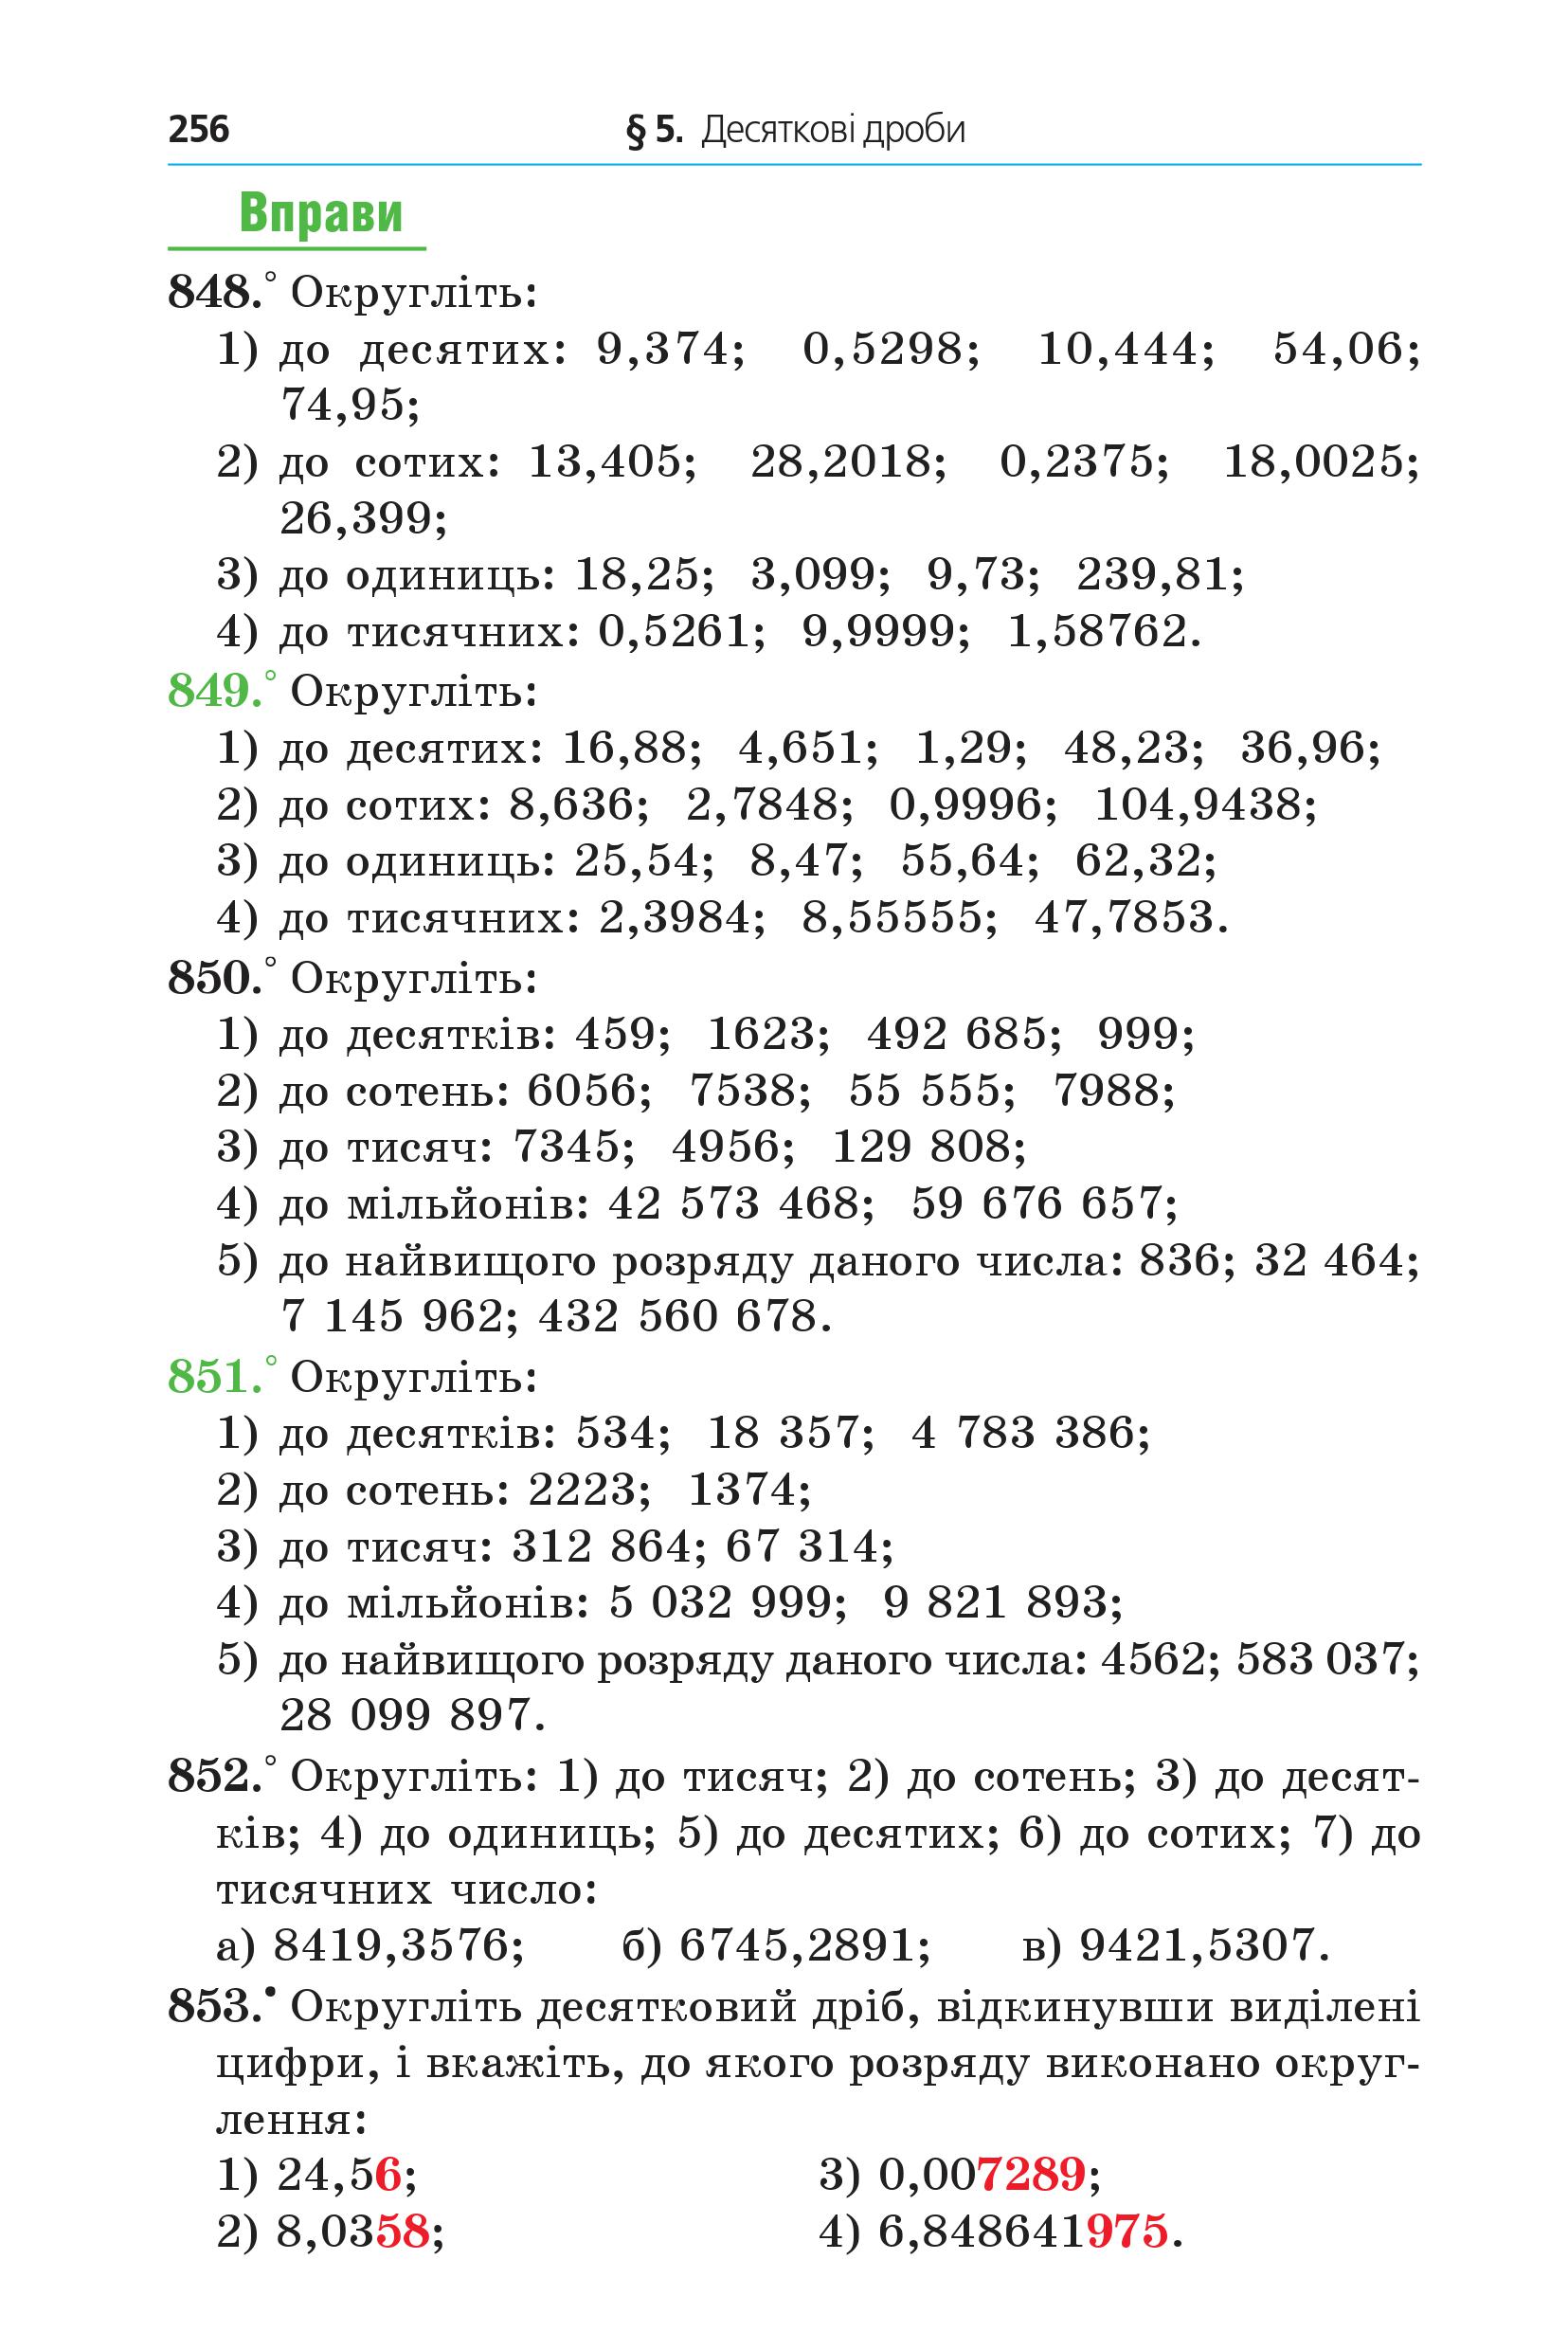 256 § 5. Десяткові дроби
Вправи
848.° Округліть:
1) до десятих: 9,374; 0,5298; 10,444; 54,06;
74,95;
2) до сотих: 13,405; 28,2018; 0,2375; 18,0025;
26,399;
3) до одиниць: 18,25; 3,099; 9,73; 239,81;
4) до тисячних: 0,5261; 9,9999; 1,58762.
849.° Округліть:
1) до десятих: 16,88; 4,651; 1,29; 48,23; 36,96;
2) до сотих: 8,636; 2,7848; 0,9996; 104,9438;
3) до одиниць: 25,54; 8,47; 55,64; 62,32;
4) до тисячних: 2,3984; 8,55555; 47,7853.
850.° Округліть:
1) до десятків: 459; 1623; 492 685; 999;
2) до сотень: 6056; 7538; 55 555; 7988;
3) до тисяч: 7345; 4956; 129 808;
4) до мільйонів: 42 573 468; 59 676 657;
5) до найвищого розряду даного числа: 836; 32 464;
7 145 962; 432 560 678.
851.° Округліть:
1) до десятків: 534; 18 357; 4 783 386;
2) до сотень: 2223; 1374;
3) до тисяч: 312 864; 67 314;
4) до мільйонів: 5 032 999; 9 821 893;
5) до найвищого розряду даного числа: 4562; 583 037;
28 099 897.
852.° Округліть: 1) до тисяч; 2) до сотень; 3) до десят-
ків; 4) до одиниць; 5) до десятих; 6) до сотих; 7) до
тисячних число:
а) 8419,3576; б) 6745,2891; в) 9421,5307.
853.• Округліть десятковий дріб, відкинувши виділені
цифри, і вкажіть, до якого розряду виконано округ-
лення:
1) 24,56; 3) 0,007289;
2) 8,0358; 4) 6,848641975.